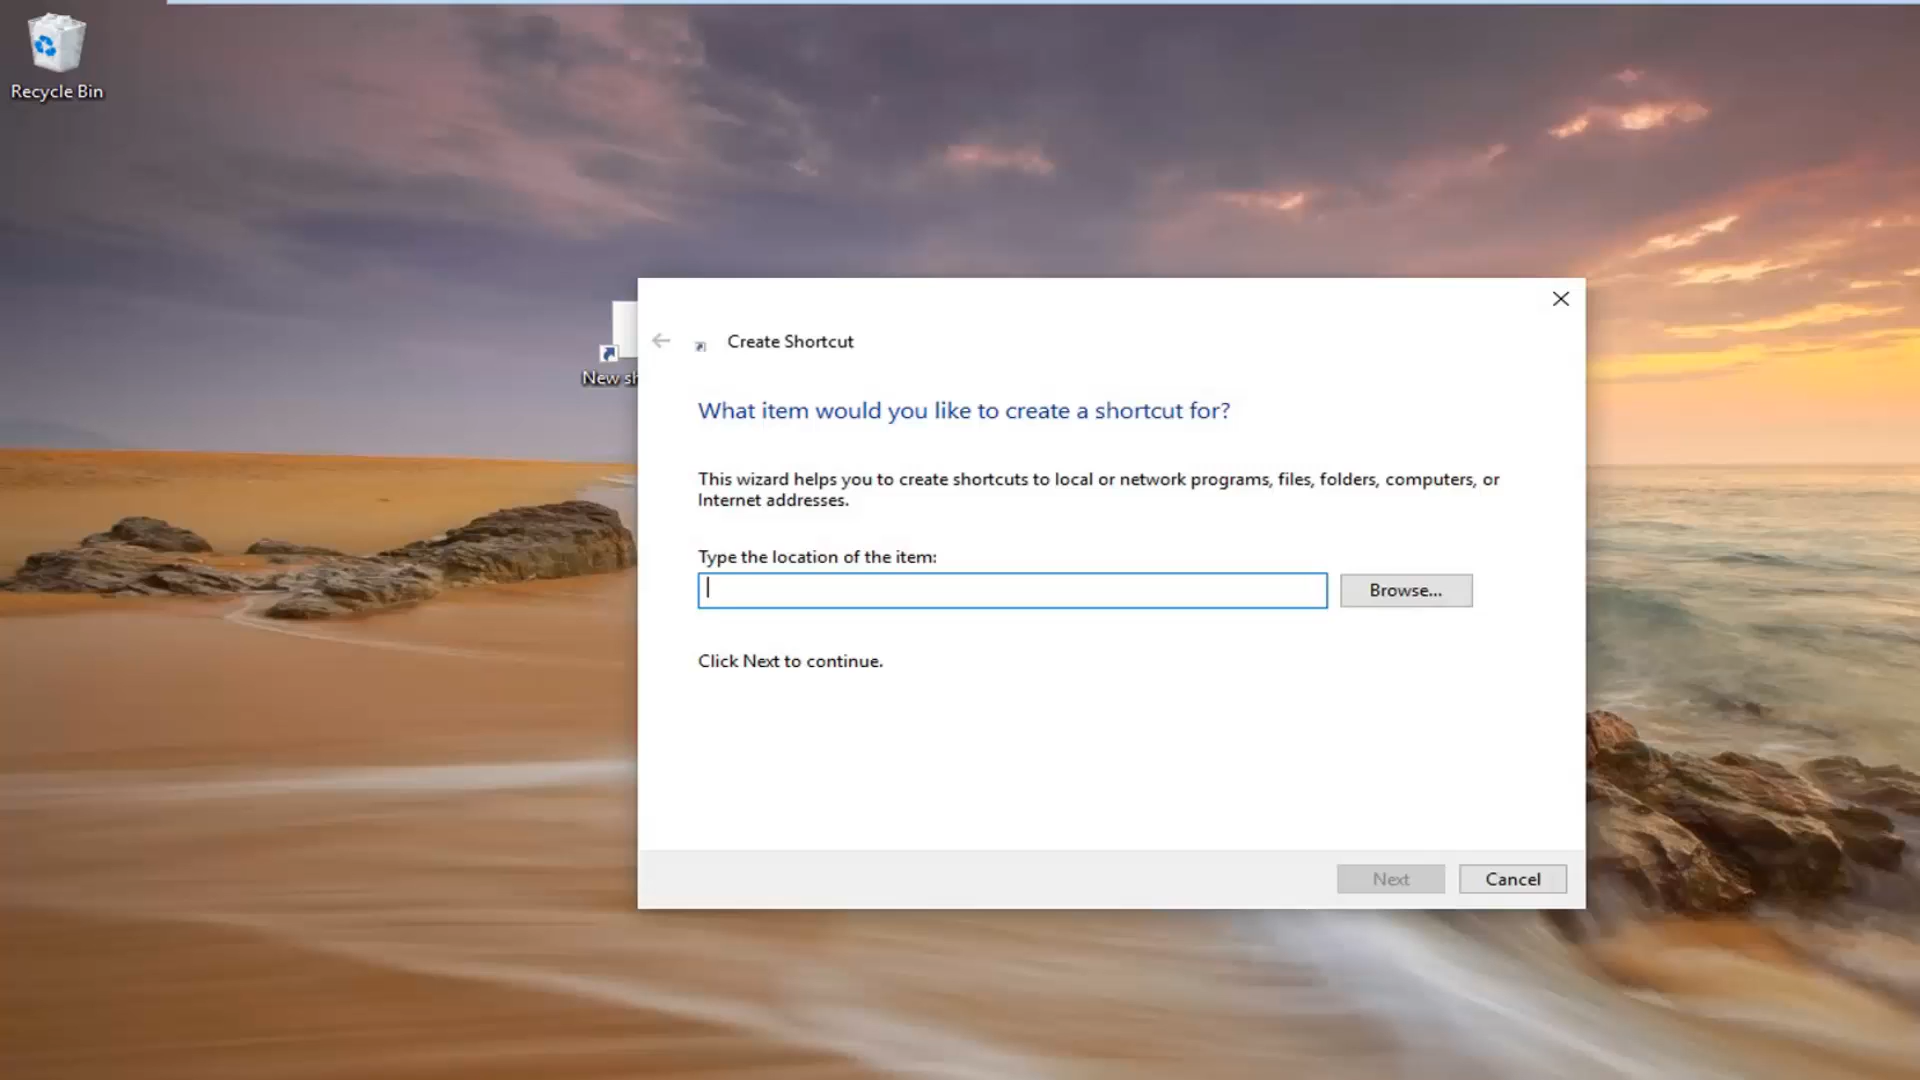 Recycle Bin
New sh
Create Shortcut
What item would you like to create a shortcut for?
This wizard helps you to create shortcuts to local or network programs, files, folders, computers, or
Internet addresses.
Type the location of the item:
Browse...
Click Next to continue.
Next
Cancel